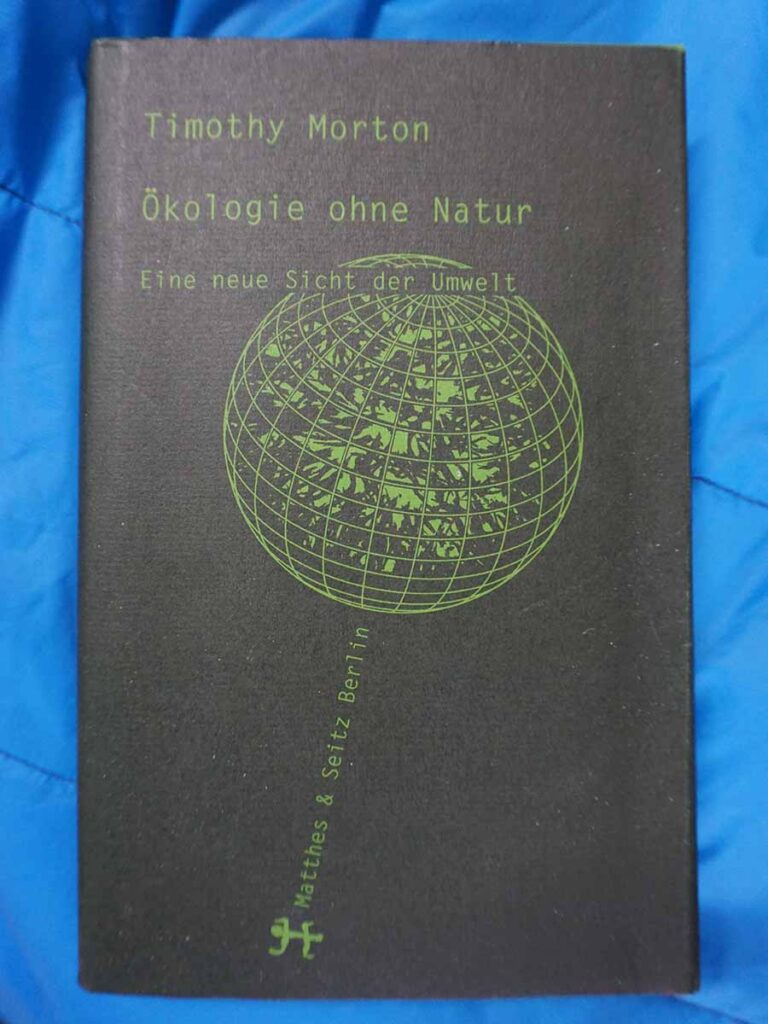 Timothy Morton
Ökologie ohne Natur
Eine neue Sicht der Umwelt
Matthes & Seitz Berlin